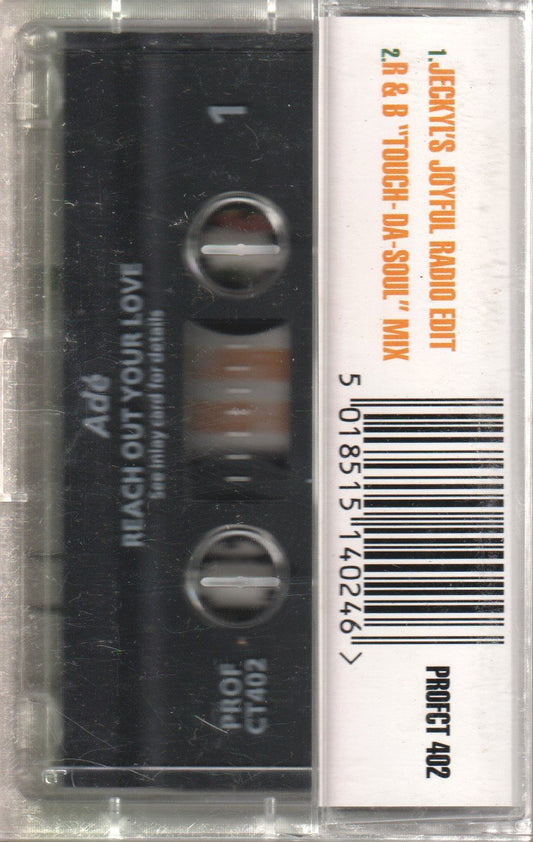 1.JECKYL'S JOYFUL RADIO EDIT
2.R & B "TOUCH-DA-SOUL" MIX
5 018515 140246 >
PROFCT 402
1
Adé
REACH OUT YOUR LOVE
See inlay card for details
PROF
CT402